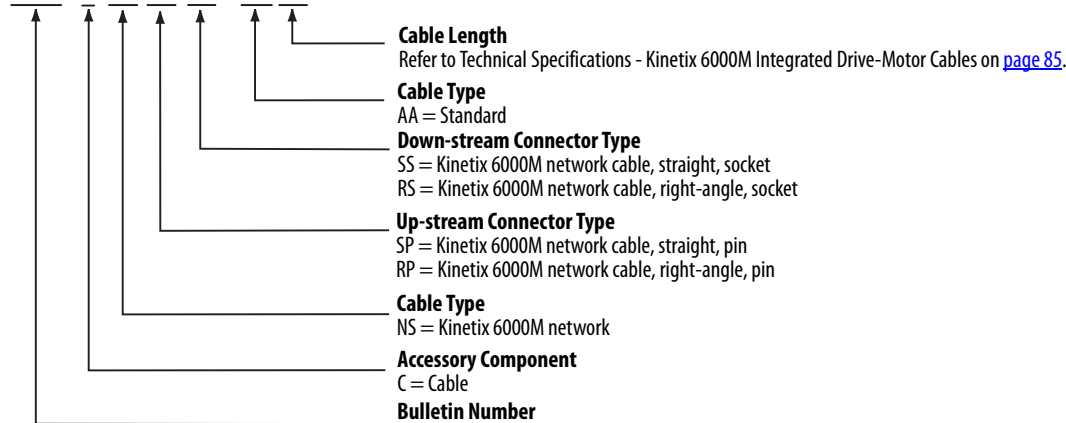 Cable Length
Refer to Technical Specifications - Kinetix 6000M Integrated Drive-Motor Cables on page 85.
Cable Type
AA = Standard
Down-stream Connector Type
SS = Kinetix 6000M network cable, straight, socket
RS = Kinetix 6000M network cable, right-angle, socket
Up-stream Connector Type
SP = Kinetix 6000M network cable, straight, pin
RP = Kinetix 6000M network cable, right-angle, pin
Cable Type
NS = Kinetix 6000M network
Accessory Component
C = Cable
Bulletin Number